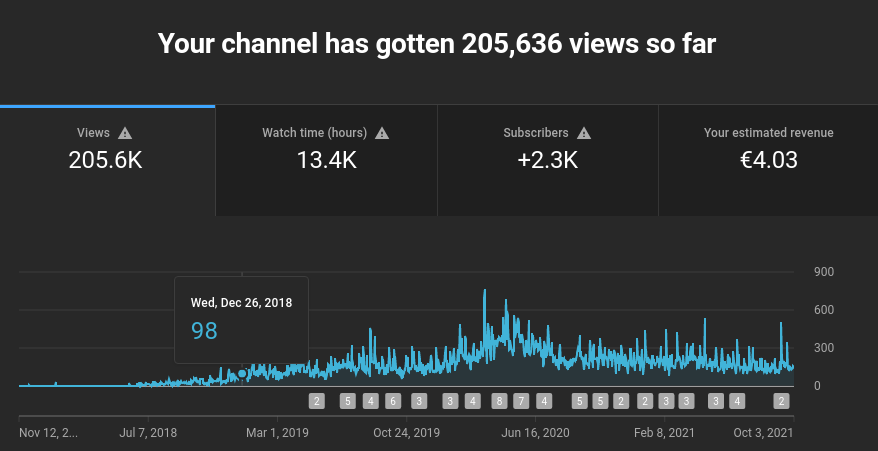 Your channel has gotten 205,636 views so far
Views
205.6K
Watch time (hours)
13.4K
Subscribers
+2.3K
Your estimated revenue
€4.03
900
600
300
0
Wed, Dec 26, 2018
98
2 5 4 6 3 3 4 8 7 4 5 5 2 2 3 3 3 4 2
Nov 12, 2... Jul 7, 2018 Mar 1, 2019 Oct 24, 2019 Jun 16, 2020 Feb 8, 2021 Oct 3, 2021